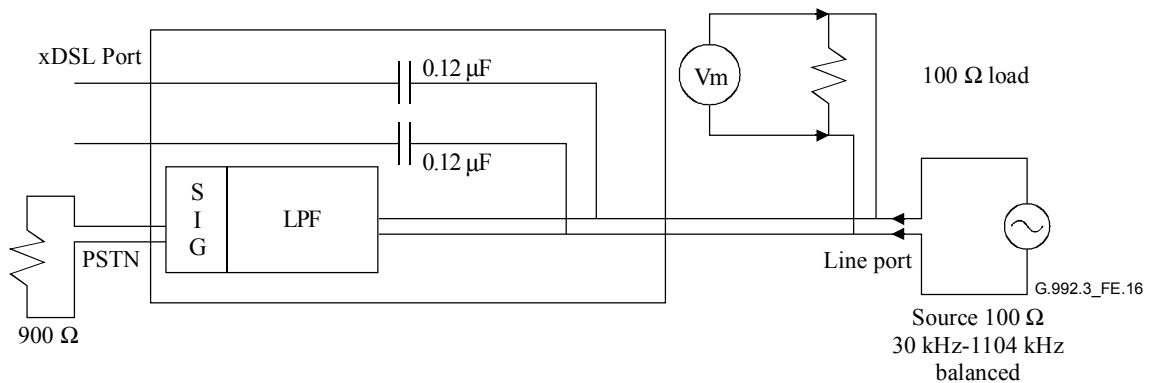 xDSL Port
0.12 µF
0.12 µF
Vm
100 Ω load
S
I
G
LPF
PSTN
900 Ω
Line port
G.992.3_FE.16
Source 100 Ω
30 kHz-1104 kHz
balanced